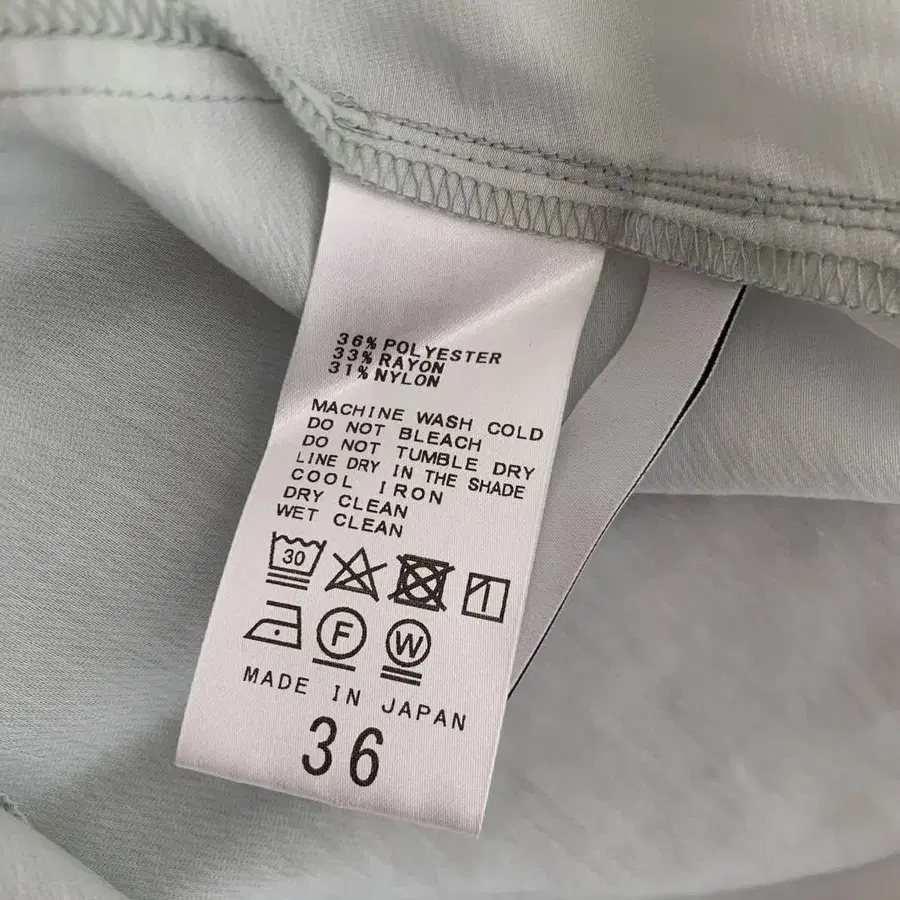 36% POLYESTER
33% RAYON
31% NYLON
MACHINE WASH COLD
DO NOT BLEACH
DO NOT TUMBLE DRY
LINE DRY IN THE SHADE
COOL IRON
DRY CLEAN
WET CLEAN
30
F W
MADE IN JAPAN
36